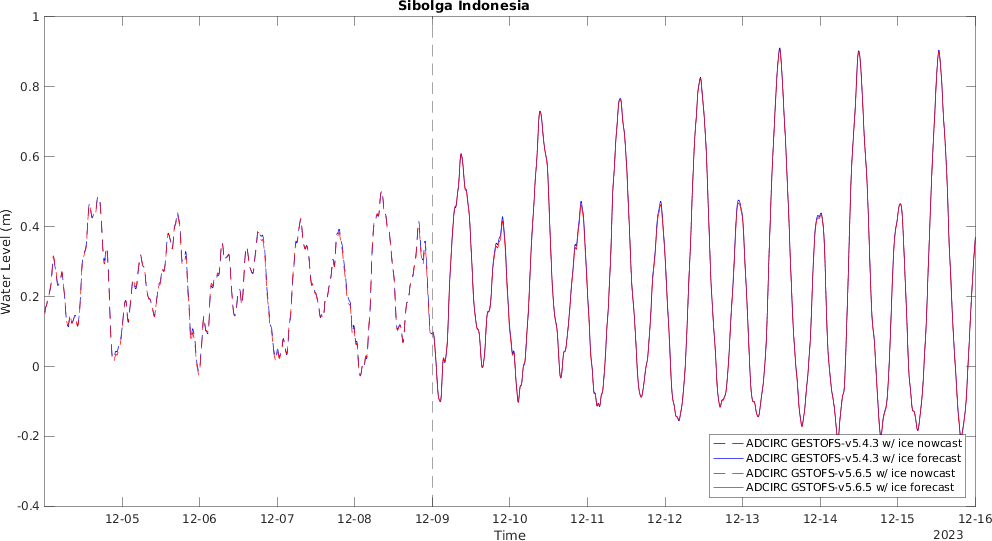 Sibolga Indonesia
Water Level (m)
1
0.8
0.6
0.4
0.2
0
-0.2
-0.4
ADCIRC GESTOFS-v5.4.3 w/ ice nowcast
ADCIRC GESTOFS-v5.4.3 w/ ice forecast
ADCIRC GSTOFS-v5.6.5 w/ ice nowcast
ADCIRC GSTOFS-v5.6.5 w/ ice forecast
12-05 12-06 12-07 12-08 12-09 12-10 12-11 12-12 12-13 12-14 12-15 12-16
Time
2023